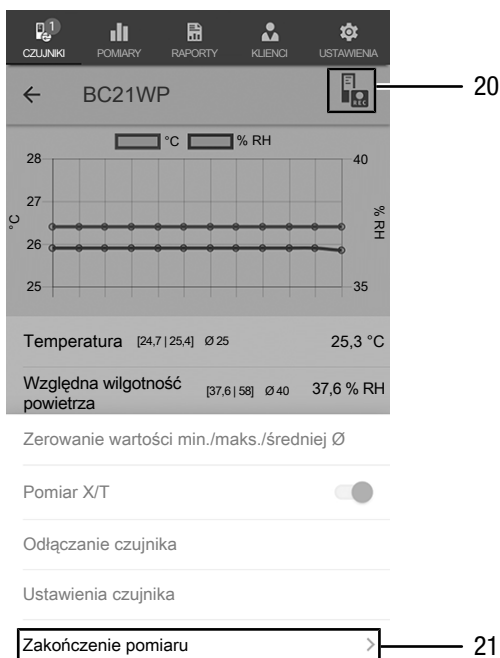 1
CZUJNIKI POMIARY RAPORTY KLIENCI USTAWIENIA
BC21WP
REC
20
°C % RH
28 40
27
°C
% RH
26
25 35
Temperatura [24,7 | 25,4] Ø 25 25,3 °C
Względna wilgotność
powietrza
[37,6 | 58] Ø 40 37,6 % RH
Zerowanie wartości min./maks./średniej Ø
Pomiar X/T
Odłączanie czujnika
Ustawienia czujnika
Zakończenie pomiaru
21